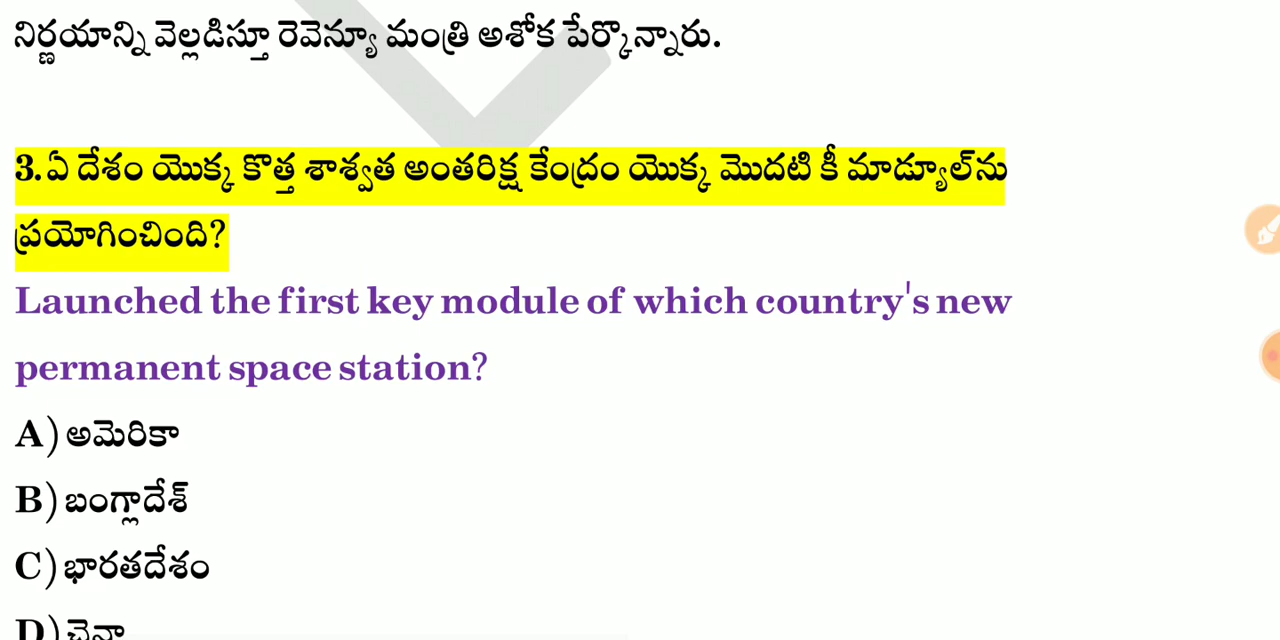 నిర్ణయాన్ని వెల్లడిస్తూ రెవెన్యూ మంత్రి అశోక పేర్కొన్నారు.
3.ఏ దేశం యొక్క కొత్త శాశ్వత అంతరిక్ష కేంద్రం యొక్క మొదటి కీ మాడ్యూల్‌ను
ప్రయోగించింది?
Launched the first key module of which country's new
permanent space station?
A) అమెరికా
B) బంగ్లాదేశ్
C) భారతదేశం
D) చైనా